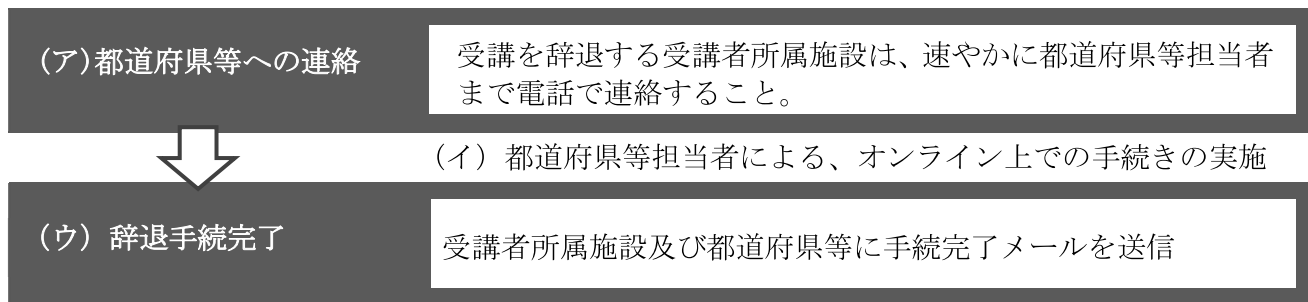 （ア）都道府県等への連絡
受講を辞退する受講者所属施設は、速やかに都道府県等担当者
まで電話で連絡すること。
（イ）都道府県等担当者による、オンライン上での手続きの実施
（ウ）辞退手続完了
受講者所属施設及び都道府県等に手続完了メールを送信